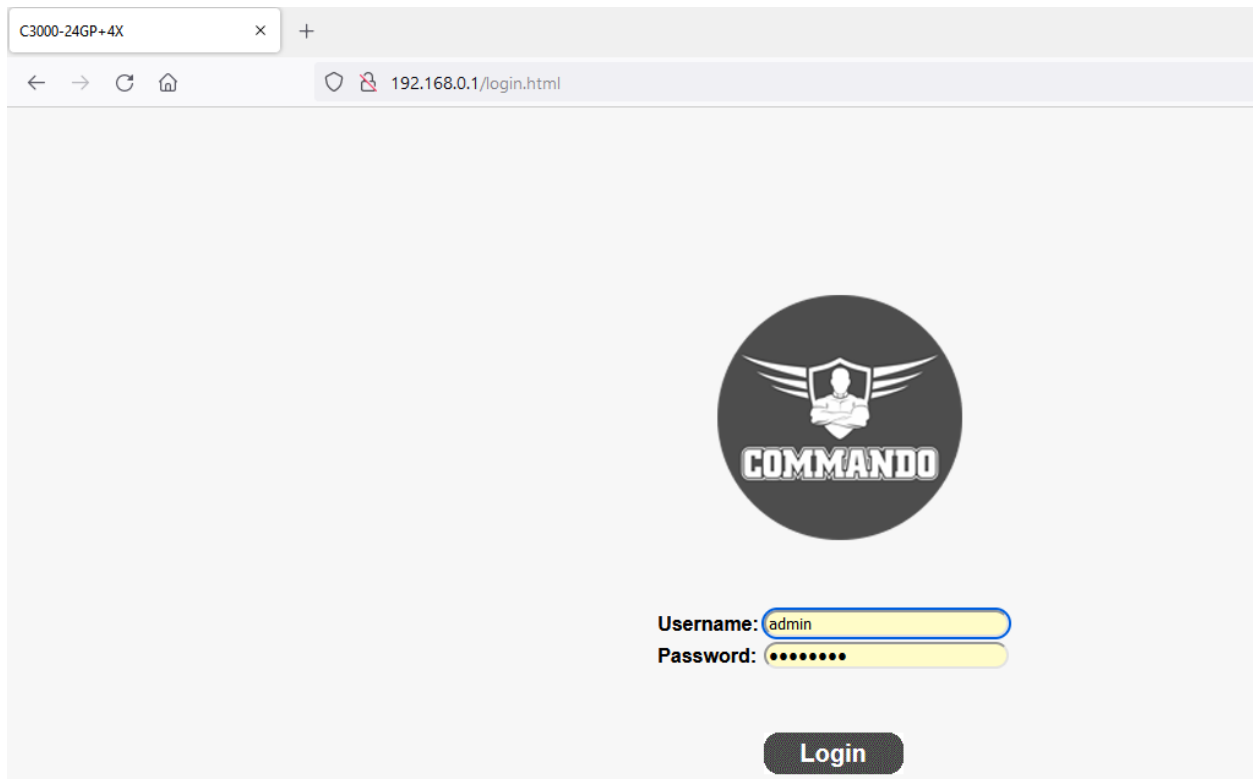 C3000-24GP+4X
192.168.0.1/login.html
COMMANDO
Username: admin
Password: ••••••••
Login